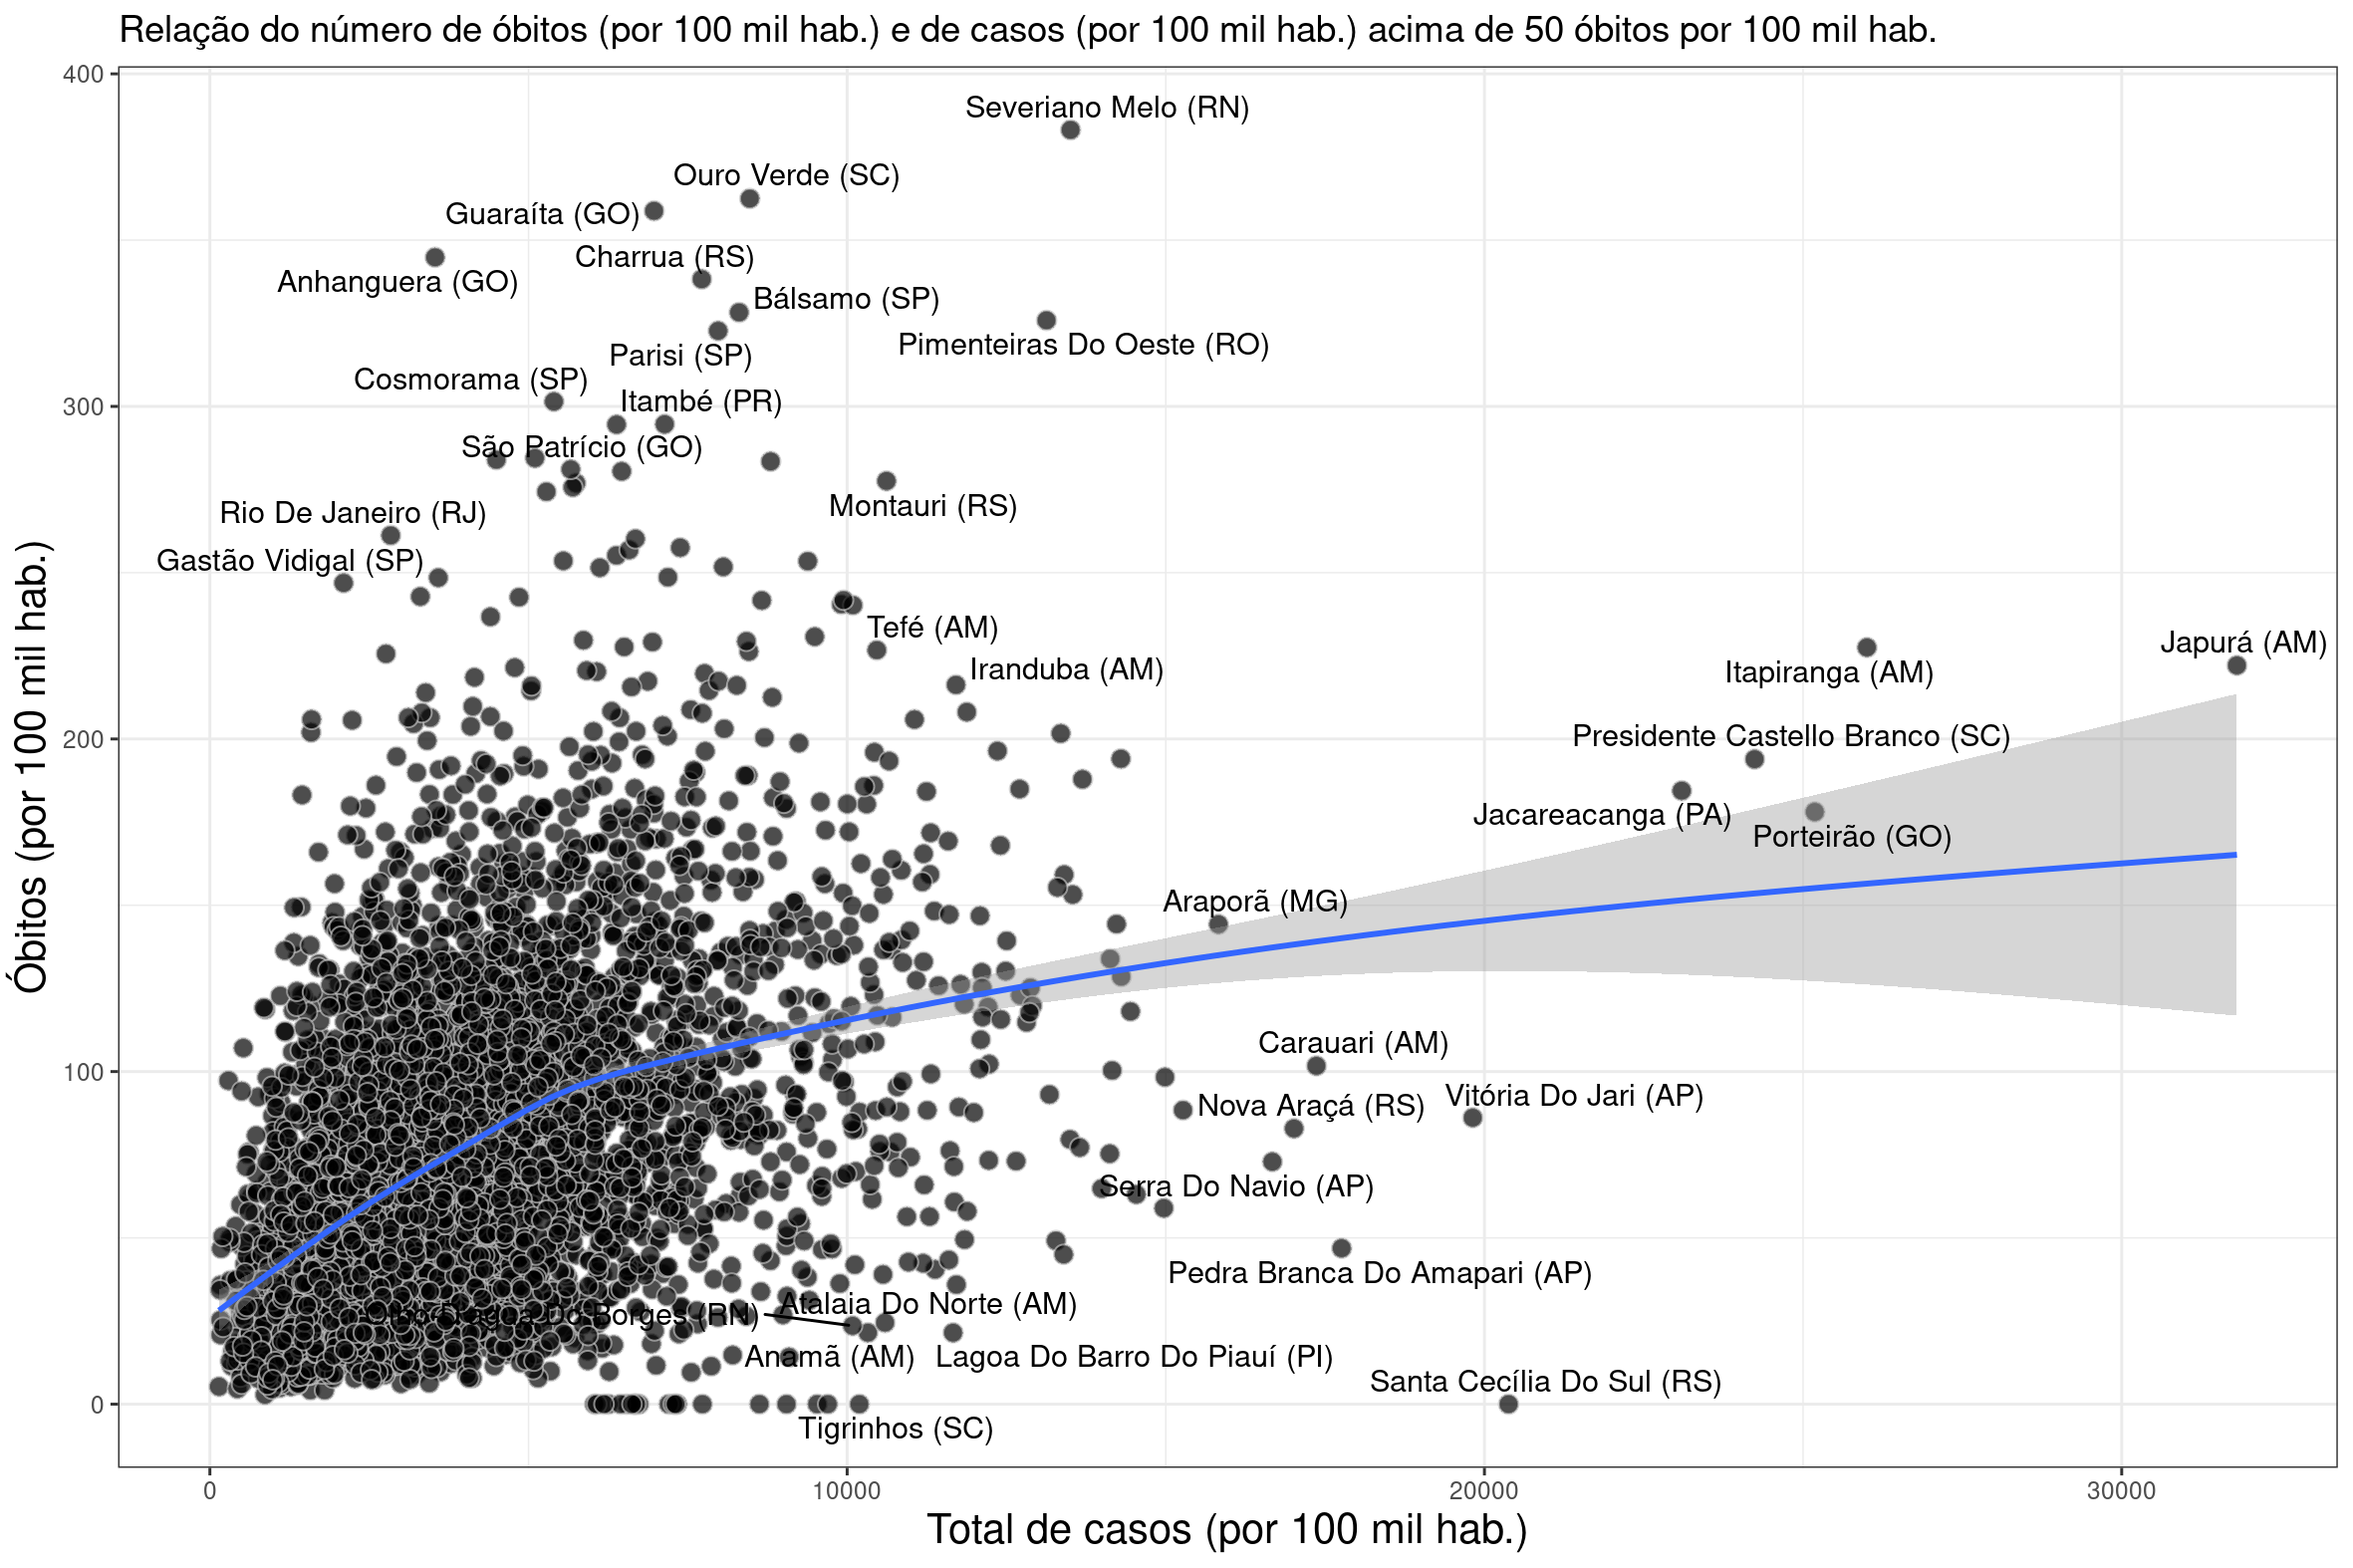 Relação do número de óbitos (por 100 mil hab.) e de casos (por 100 mil hab.) acima de 50 óbitos por 100 mil hab.
400
Severiano Melo (RN)
Ouro Verde (SC)
Guaraíta (GO)
Charrua (RS)
Anhanguera (GO)
Bálsamo (SP)
Pimenteiras Do Oeste (RO)
Parisi (SP)
Cosmorama (SP)
Itambé (PR)
300
São Patrício (GO)
Montauri (RS)
Rio De Janeiro (RJ)
Gastão Vidigal (SP)
Tefé (AM)
Japurá (AM)
Iranduba (AM)
Itapiranga (AM)
200
Presidente Castello Branco (SC)
Jacareacanga (PA)
Porteirão (GO)
Araporã (MG)
Óbitos (por 100 mil hab.)
Carauari (AM)
100
Vitória Do Jari (AP)
Nova Araçá (RS)
Serra Do Navio (AP)
Pedra Branca Do Amapari (AP)
Atalaia Do Norte (AM)
Do Borges (RN)
Anamã (AM)
Lagoa Do Barro Do Piauí (PI)
Santa Cecília Do Sul (RS)
0
Tigrinhos (SC)
0
10000
20000
30000
Total de casos (por 100 mil hab.)